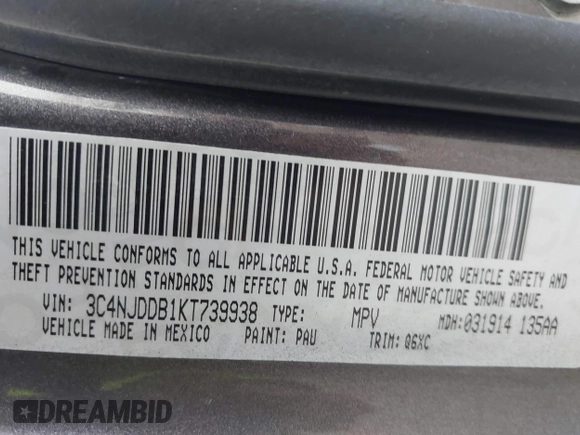 THIS VEHICLE CONFORMS TO ALL APPLICABLE U.S.A. FEDERAL MOTOR VEHICLE SAFETY AND
THEFT PREVENTION STANDARDS IN EFFECT ON THE DATE OF MANUFACTURE SHOWN ABOVE.
VIN: 3C4NJDDB1KT739938 TYPE: MPV MDH:031914 135AA
VEHICLE MADE IN MEXICO PAINT: PAU TRIM: Q6XC
DREAMBID